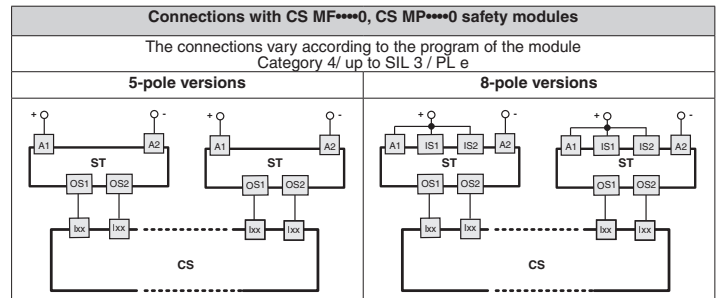 Connections with CS MF••••0, CS MP••••0 safety modules
The connections vary according to the program of the module
Category 4/ up to SIL 3 / PL e
5-pole versions
8-pole versions
+ - + -
A1 A2 A1 A2
ST ST
OS1 OS2 OS1 OS2
Ixx Ixx Ixx Ixx
CS
+ - + -
A1 IS1 IS2 A2 A1 IS1 IS2 A2
ST ST
OS1 OS2 OS1 OS2
Ixx Ixx Ixx Ixx
CS